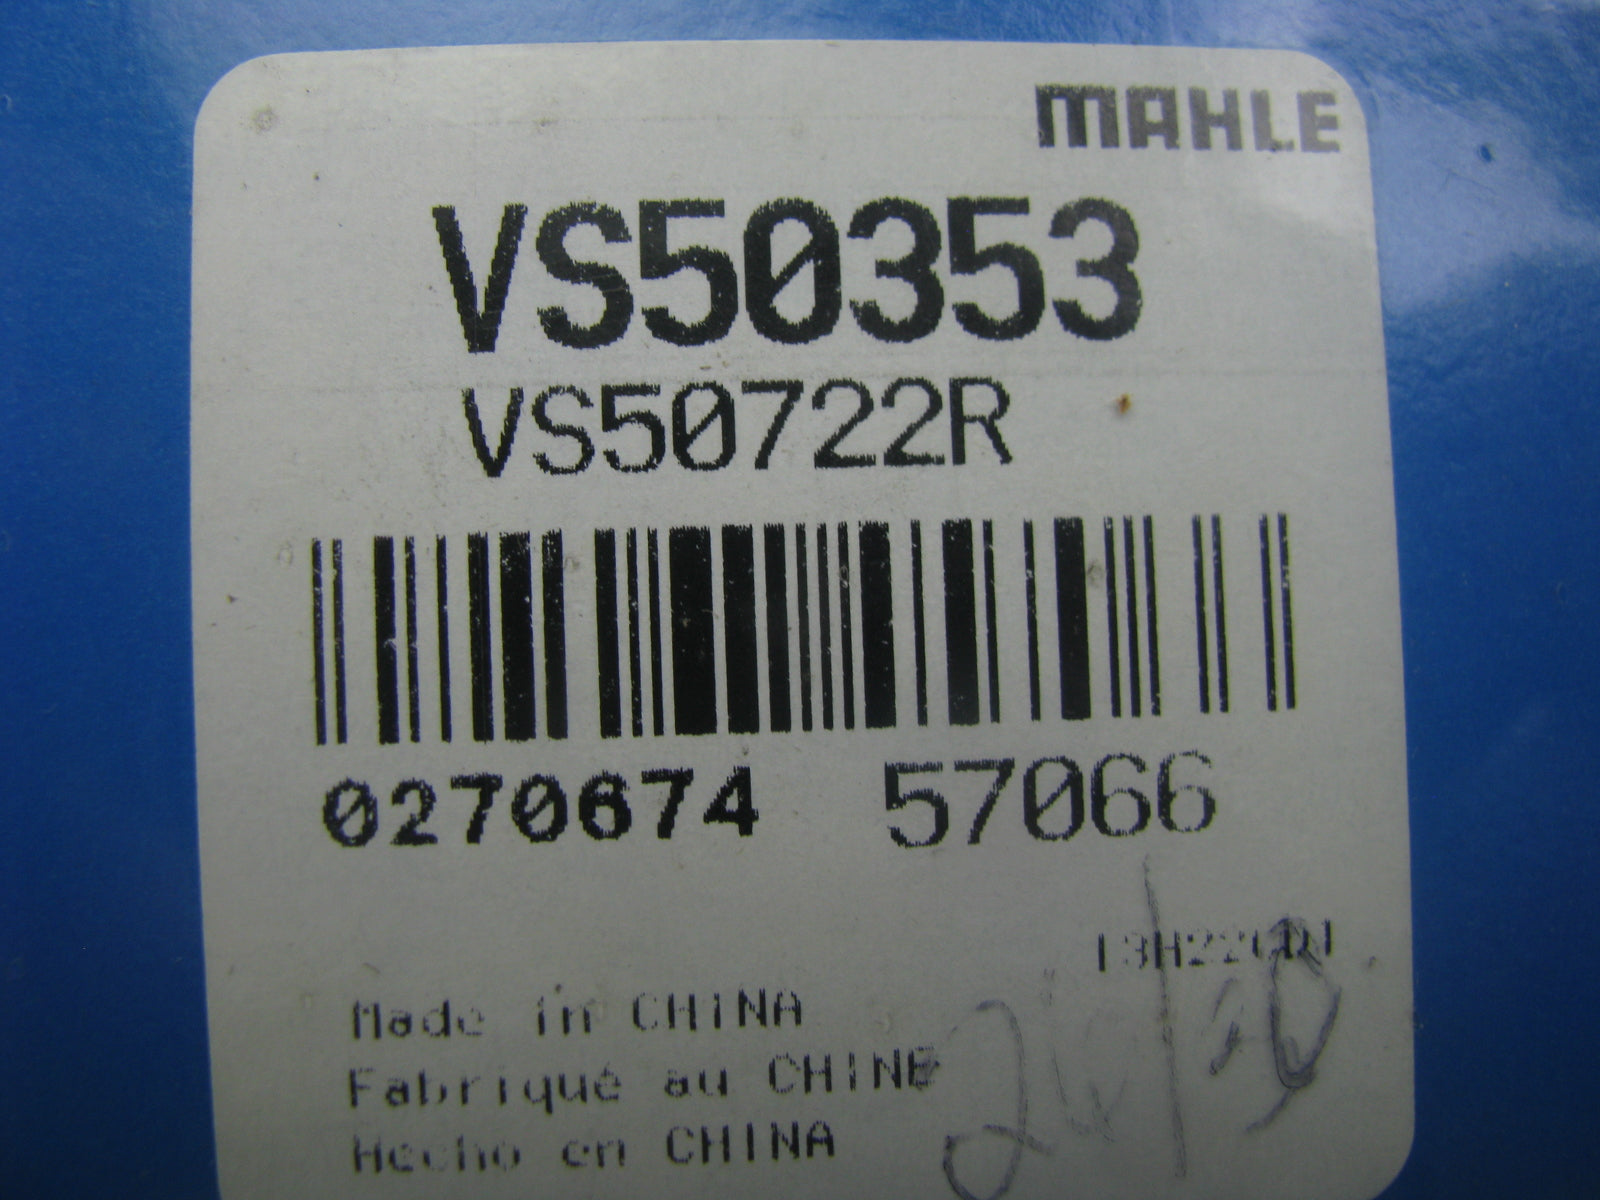 MAHLE
VS50353
VS50722R
0270674 57066
Made in CHINA
Fabriqué au CHINE
Hecho en CHINA